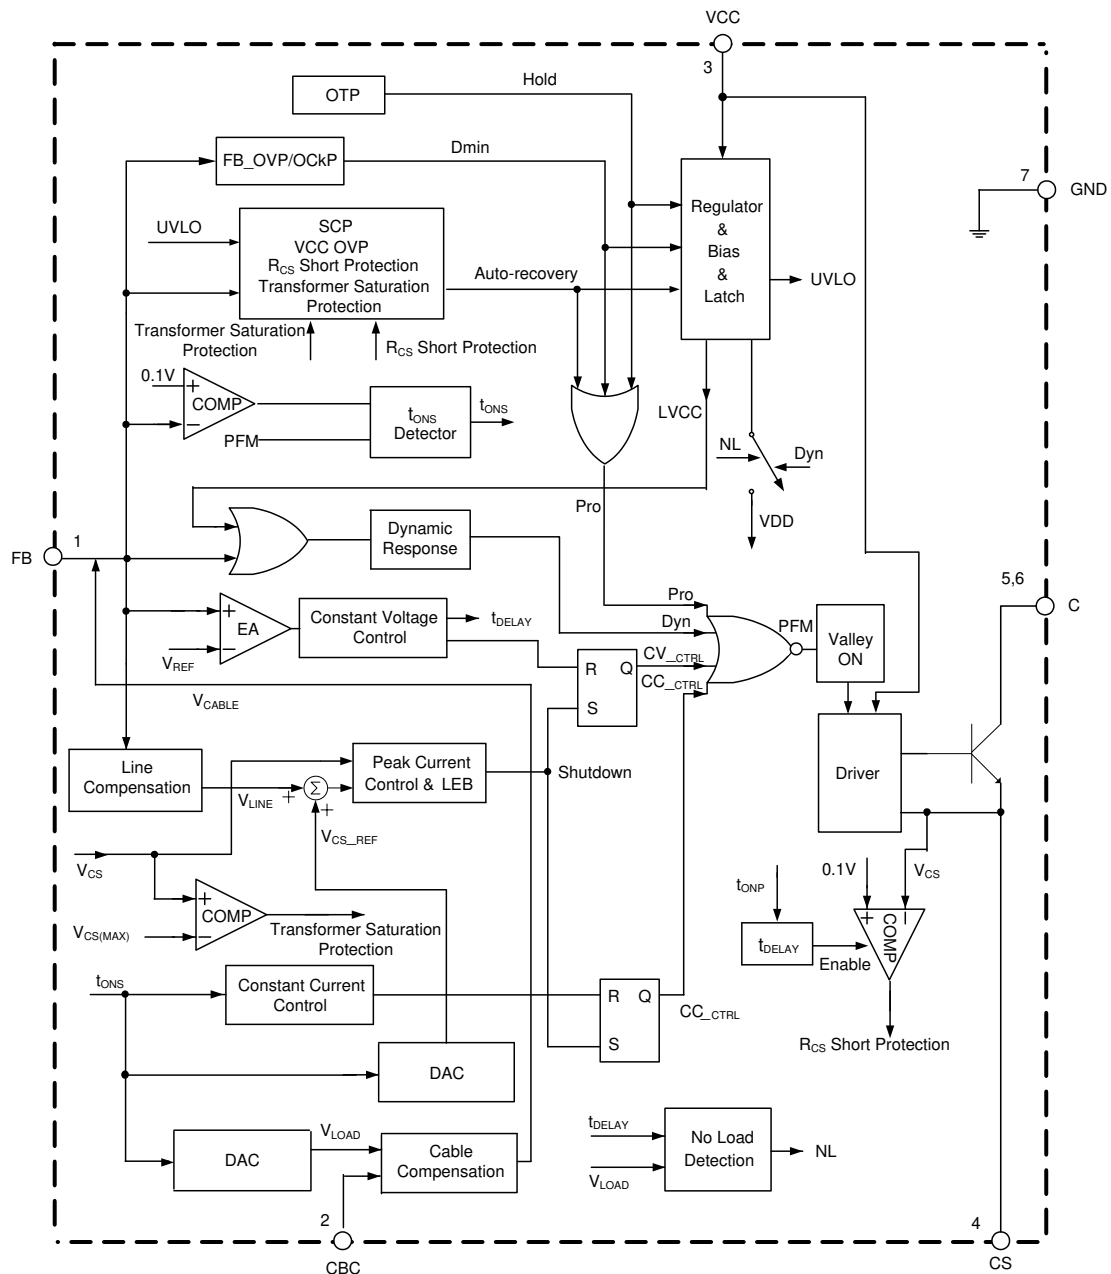 VCC
3
Hold
OTP
Dmin
FB_OVP/OCkP
7
GND
Regulator
&
Bias
&
Latch
UVLO
SCP
VCC OVP
RCS Short Protection
Transformer Saturation
Protection
Auto-recovery
UVLO
Transformer Saturation
Protection
RCS Short Protection
0.1V
+
COMP
−
tONS
Detector
tONS
PFM
LVCC
NL
Dyn
VDD
Pro
Dynamic
Response
FB
1
5,6
C
Pro
Dyn
PFM
Valley
ON
+
EA
−
VREF
Constant Voltage
Control
tDELAY
R
Q
S
CV_CTRL
CC_CTRL
VCABLE
Line
Compensation
VLINE
+
Σ
+
Peak Current
Control & LEB
Shutdown
Driver
VCS_REF
VCS
+
COMP
−
VCS(MAX)
Transformer Saturation
Protection
tONP
0.1V
VCS
+
−
COMP
tDELAY
Enable
RCS Short Protection
tONS
Constant Current
Control
R
Q
S
CC_CTRL
DAC
DAC
VLOAD
Cable
Compensation
tDELAY
VLOAD
No Load
Detection
NL
2
CBC
4
CS